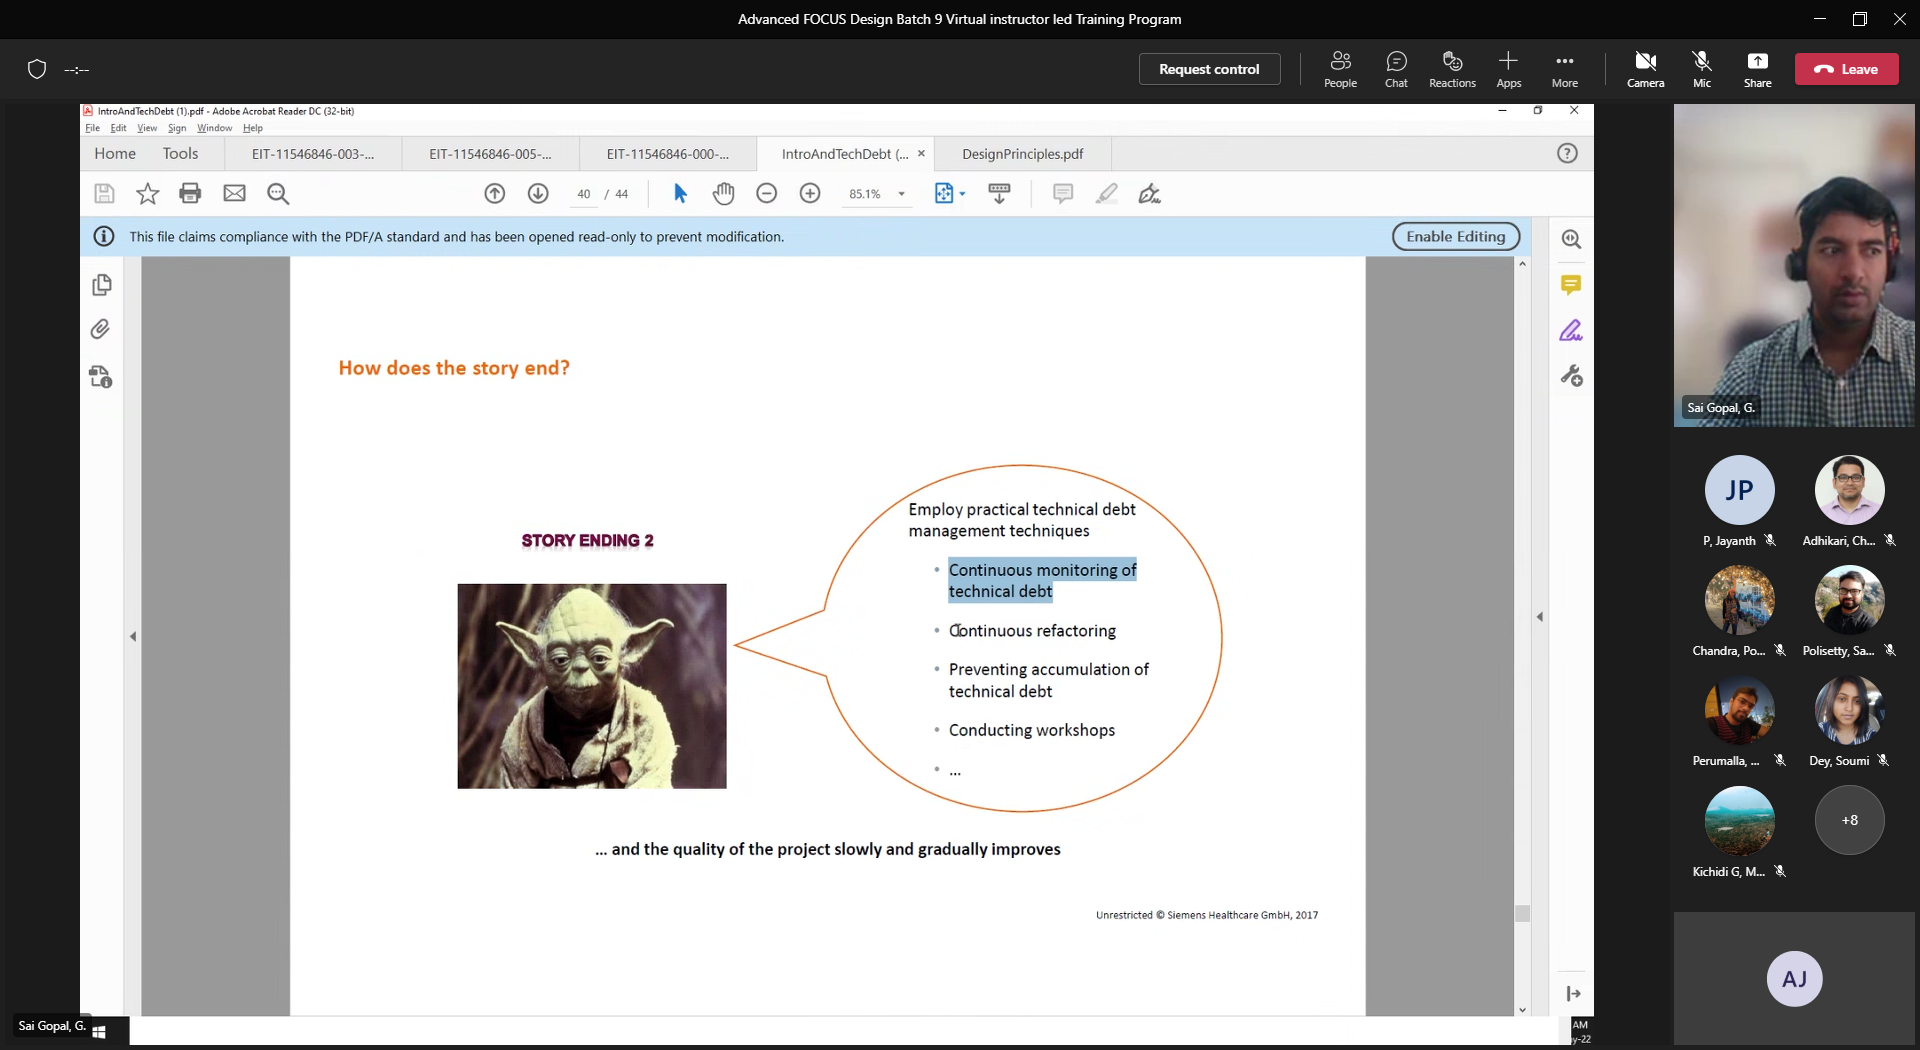 Advanced FOCUS Design Batch 9 Virtual instructor led Training Program
--:--
Request control
People
Chat
Reactions
Apps
More
Camera
Mic
Share
Leave
IntroAndTechDebt (1).pdf - Adobe Acrobat Reader DC (32-bit)
File Edit View Sign Window Help
Home Tools EIT-11546846-003-... EIT-11546846-005-... EIT-11546846-000-... IntroAndTechDebt (... × DesignPrinciples.pdf
40 / 44 85.1%
This file claims compliance with the PDF/A standard and has been opened read-only to prevent modification.
Enable Editing
How does the story end?
STORY ENDING 2
Employ practical technical debt
management techniques
• Continuous monitoring of
technical debt
• Continuous refactoring
• Preventing accumulation of
technical debt
• Conducting workshops
• ...
... and the quality of the project slowly and gradually improves
Unrestricted © Siemens Healthcare GmbH, 2017
Sai Gopal, G.
JP
P, Jayanth
Adhikari, Ch...
Chandra, Po...
Polisetty, Sa...
Perumalla, ...
Dey, Soumi
Kichidi G, M...
+8
AJ
Sai Gopal, G.
AM
y-22